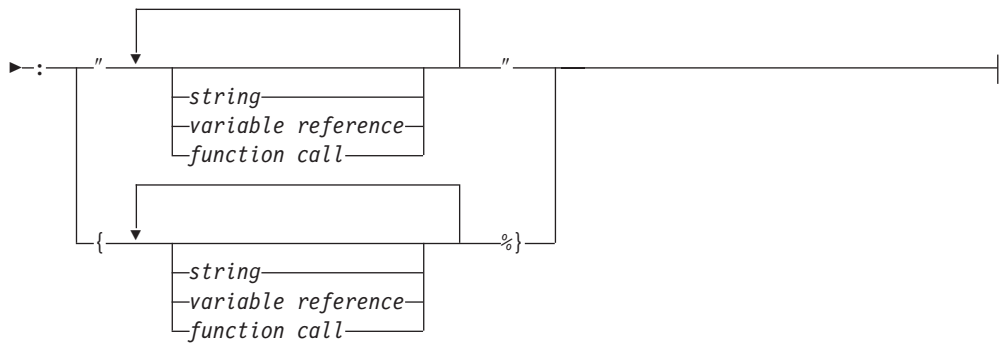 : " "
string
variable reference
function call
{ %}
string
variable reference
function call